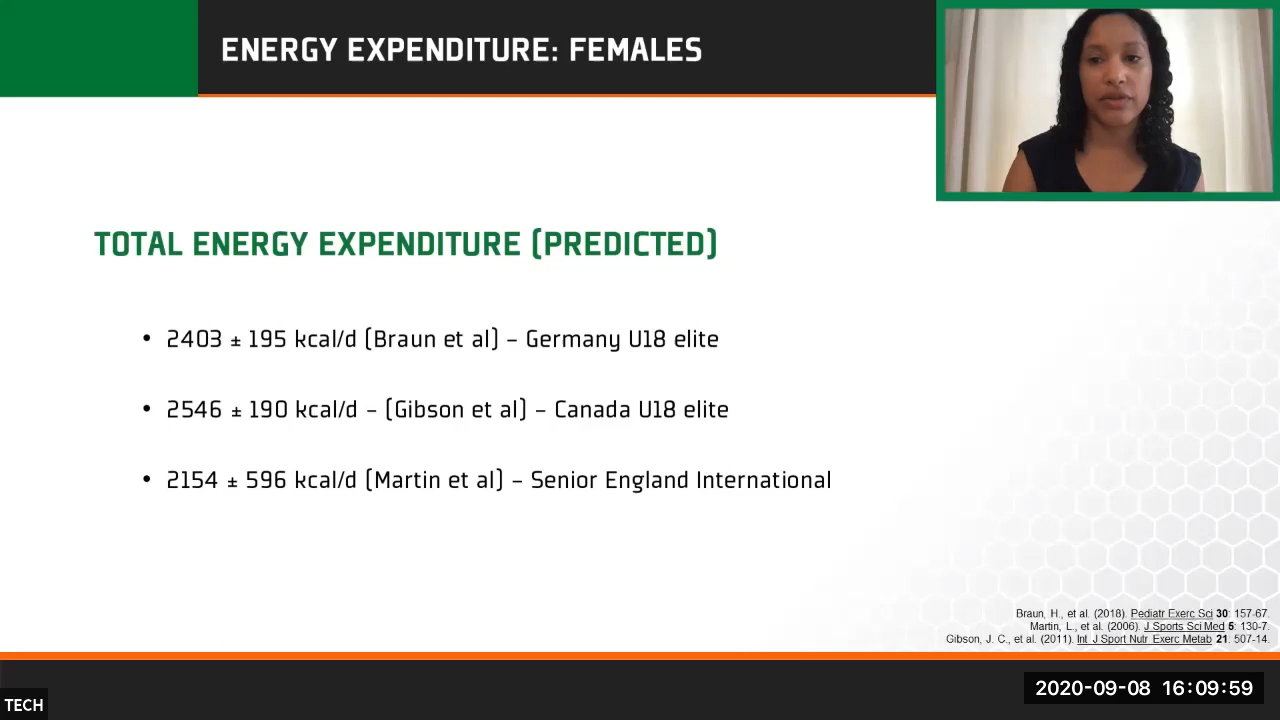 ENERGY EXPENDITURE: FEMALES
TOTAL ENERGY EXPENDITURE (PREDICTED)
• 2403 ± 195 kcal/d (Braun et al) – Germany U18 elite
• 2546 ± 190 kcal/d – (Gibson et al) – Canada U18 elite
• 2154 ± 596 kcal/d (Martin et al) – Senior England International
Braun, H., et al. (2018). Pediatr Exerc Sci 30: 157-67.
Martin, L., et al. (2006). J Sports Sci Med 5: 130-7.
Gibson, J. C., et al. (2011). Int J Sport Nutr Exerc Metab 21: 507-14.
2020-09-08 16:09:59
TECH